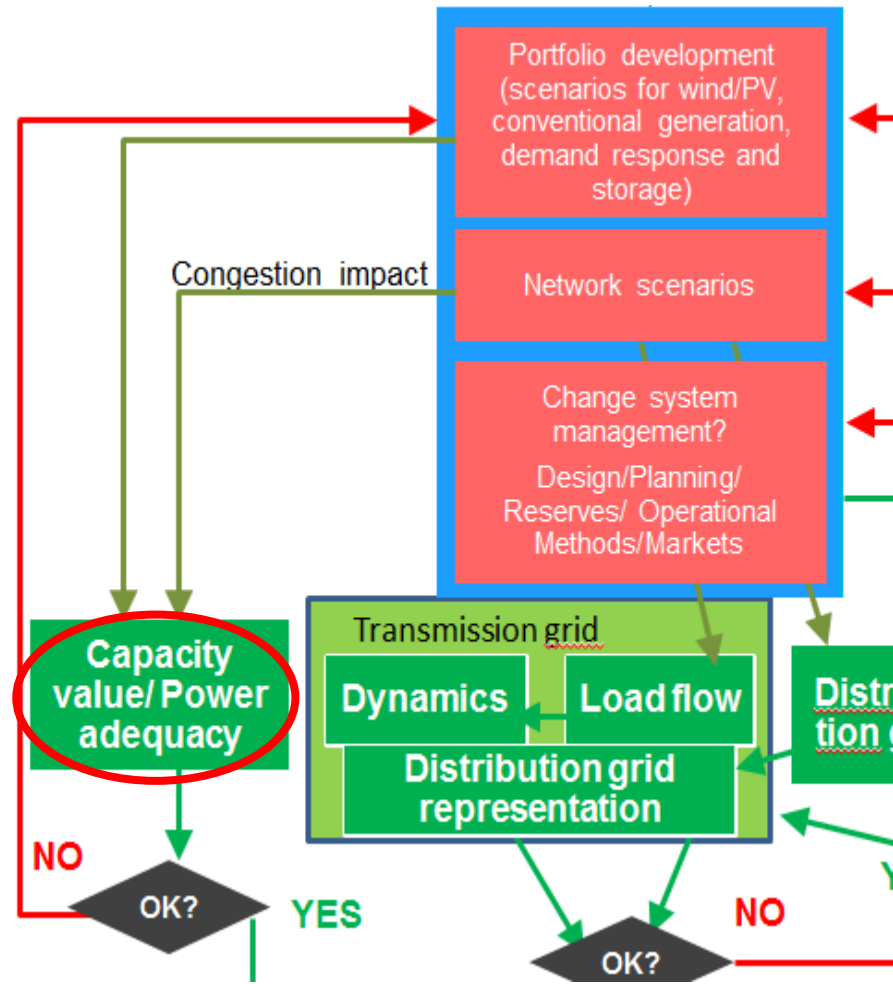 Portfolio development
(scenarios for wind/PV,
conventional generation,
demand response and
storage)
Congestion impact
Network scenarios
Change system
management?
Design/Planning/
Reserves/ Operational
Methods/Markets
Transmission grid
Capacity
value/ Power
adequacy
Dynamics
Load flow
Distri
tion g
Distribution grid
representation
NO
OK?
YES
Y
NO
OK?